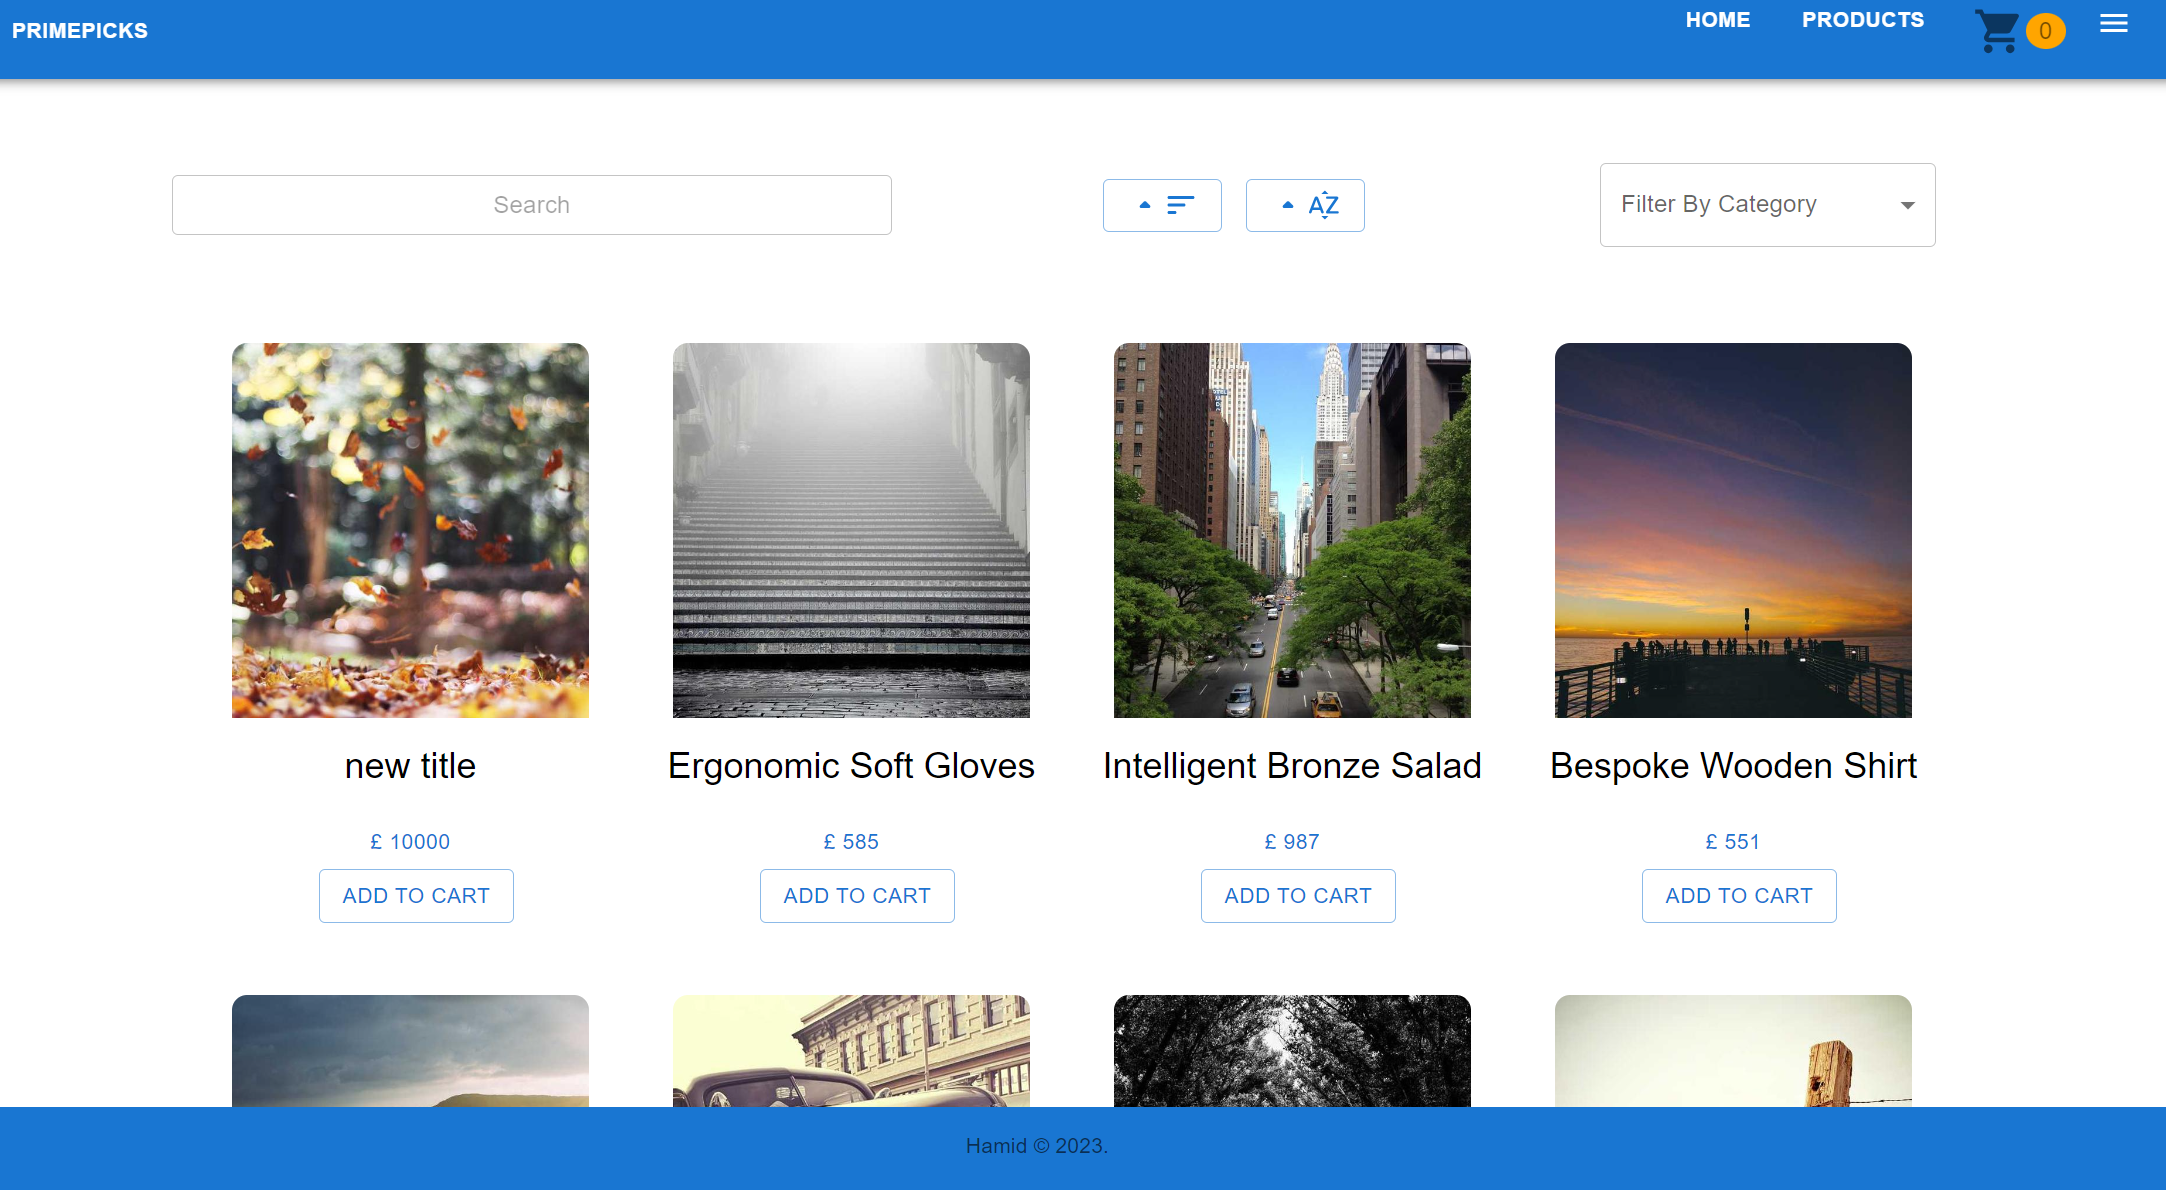 PRIMEPICKS
HOME PRODUCTS 0
Search
AZ
Filter By Category
new title
Ergonomic Soft Gloves
Intelligent Bronze Salad
Bespoke Wooden Shirt
£ 10000
£ 585
£ 987
£ 551
ADD TO CART
ADD TO CART
ADD TO CART
ADD TO CART
Hamid © 2023.